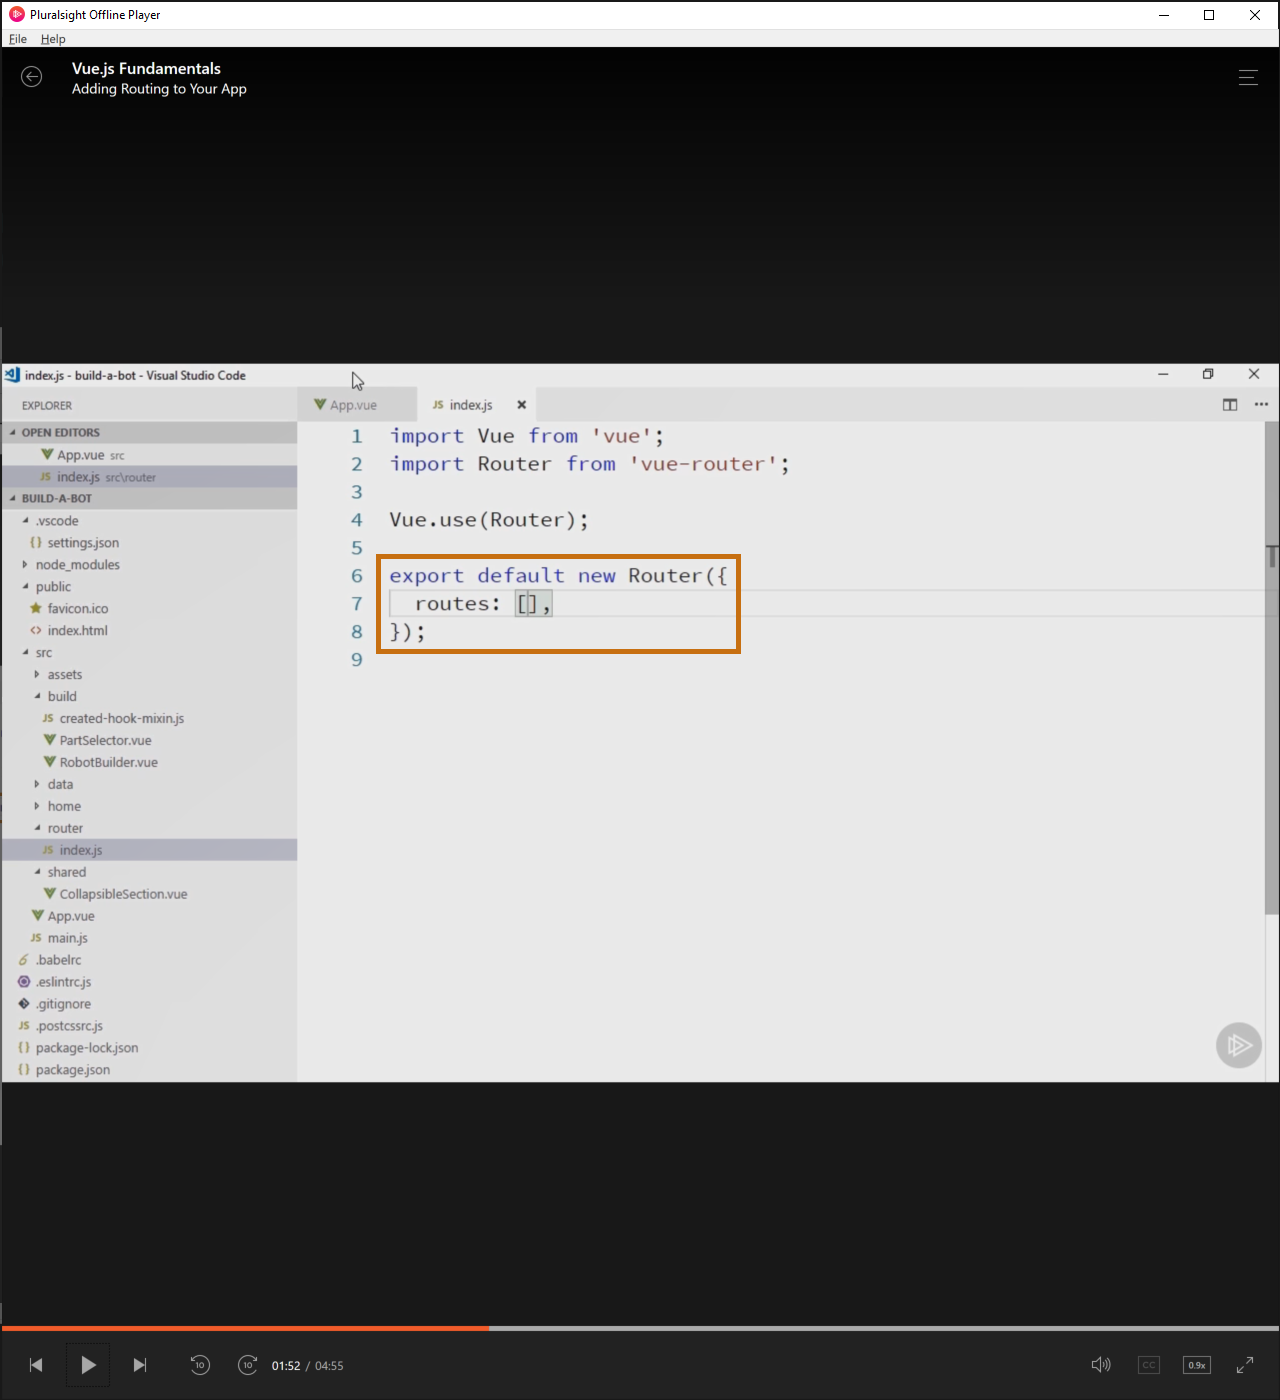 Pluralsight Offline Player
File Help
Vue.js Fundamentals
Adding Routing to Your App
index.js - build-a-bot - Visual Studio Code
EXPLORER
OPEN EDITORS
App.vue src
JS index.js src\router
BUILD-A-BOT
.vscode
{} settings.json
node_modules
public
favicon.ico
<> index.html
src
assets
build
JS created-hook-mixin.js
PartSelector.vue
RobotBuilder.vue
data
home
router
JS index.js
shared
CollapsibleSection.vue
App.vue
JS main.js
.babelrc
.eslintrc.js
.gitignore
JS .postcssrc.js
{} package-lock.json
{} package.json
App.vue JS index.js
1 import Vue from 'vue';
2 import Router from 'vue-router';
3
4 Vue.use(Router);
5
6 export default new Router({
7 routes: [],
8 });
9
10 10 01:52 / 04:55 CC 0.9x